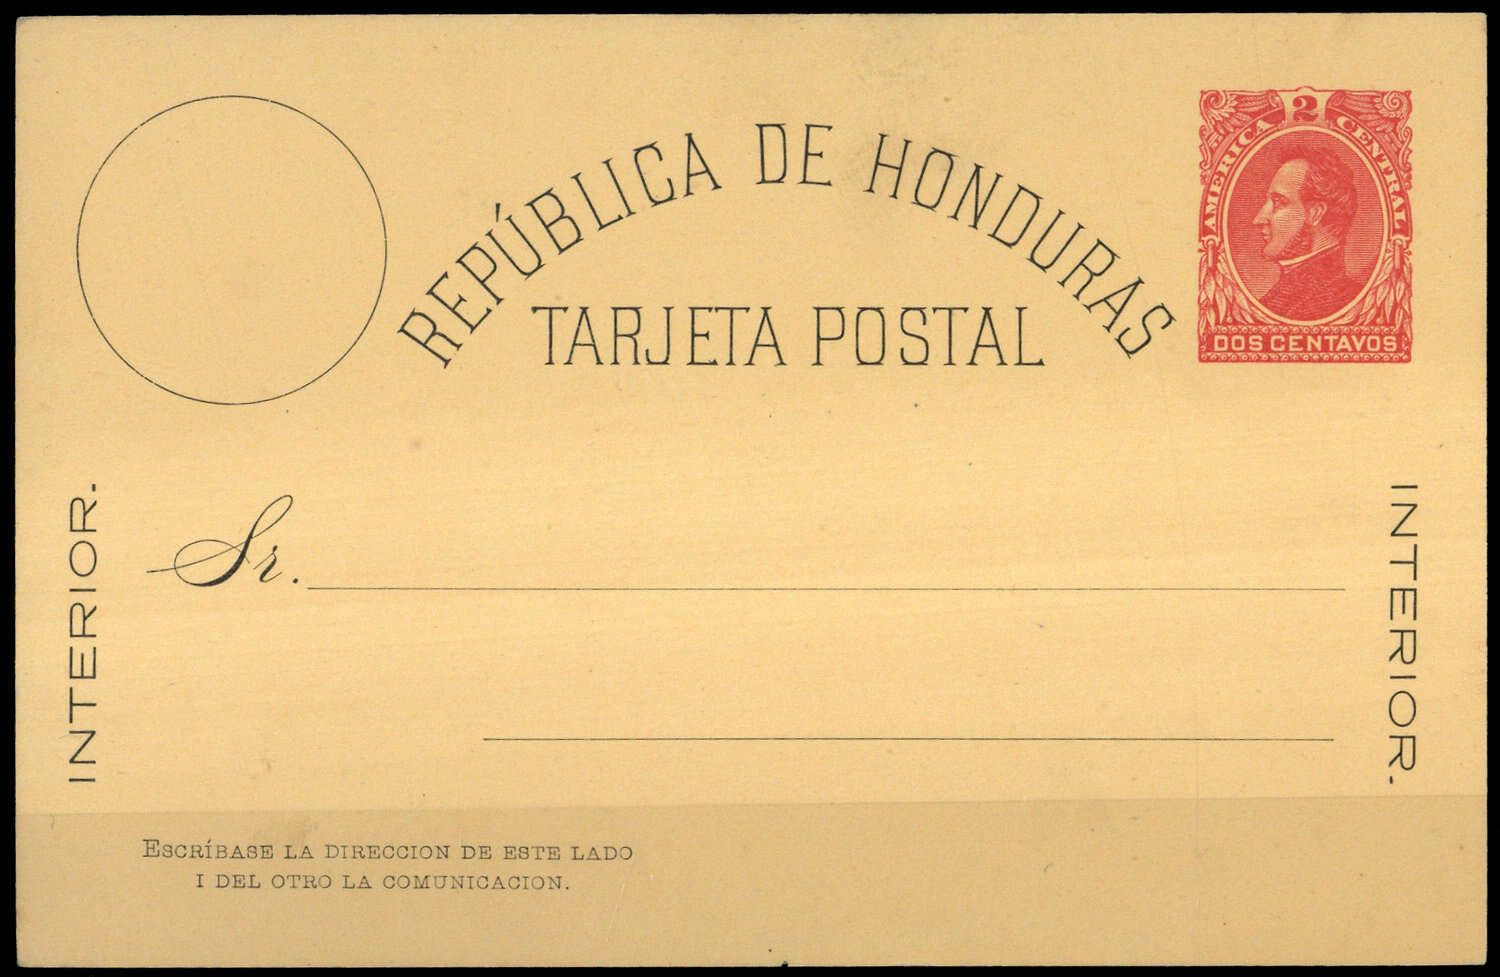 REPÚBLICA DE HONDURAS
TARJETA POSTAL
2
AMERICA CENTRAL
DOS CENTAVOS
INTERIOR.
Sr.
INTERIOR.
ESCRÍBASE LA DIRECCION DE ESTE LADO
I DEL OTRO LA COMUNICACION.